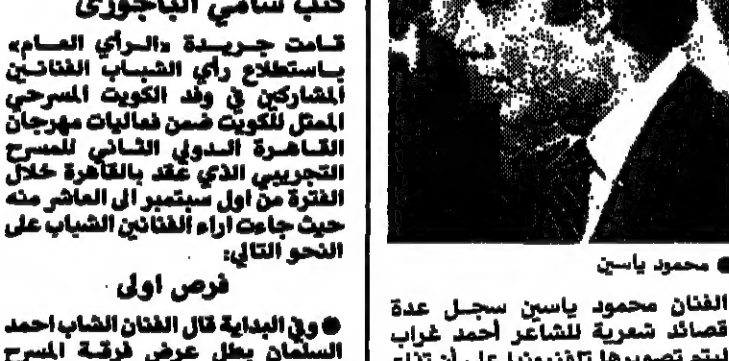 كتب سامي الباجوري
قامت جريدة «الرأي العام»
باستطلاع رأي الشباب الفنانين
المشاركين في وفد الكويت المسرحي
الممثل للكويت ضمن فعاليات مهرجان
القاهرة الدولي الثاني للمسرح
التجريبي الذي عقد بالقاهرة خلال
الفترة من اول سبتمبر الى العاشر منه
حيث جاءت اراء الفنانين الشباب على
النحو التالي:
فرص اولى
● وفي البداية قال الفنان الشاب احمد
السلمان بطل عرض فرقة المسرح
● محمود ياسين
الفنان محمود ياسين سجل عدة
قصائد شعرية للشاعر أحمد غراب
ليتم تصويرها تلفزيونيا على أن تذاع